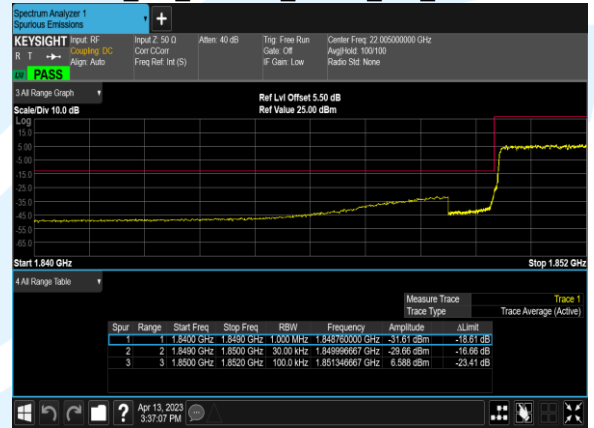 Spectrum Analyzer 1
Spurious Emissions
+
KEYSIGHT
R T
LXI PASS
Input: RF
Coupling: DC
Align: Auto
Input Z: 50 Ω
Corr CCorr
Freq Ref: Int (S)
Atten: 40 dB
Trig: Free Run
Gate: Off
IF Gain: Low
Center Freq: 22.005000000 GHz
Avg|Hold: 100/100
Radio Std: None
3 All Range Graph
Scale/Div 10.0 dB
Ref Lvl Offset 5.50 dB
Ref Value 25.00 dBm
Log
15.0
5.00
-5.00
-15.0
-25.0
-35.0
-45.0
-55.0
-65.0
Start 1.840 GHz
Stop 1.852 GHz
4 All Range Table
Measure Trace Trace 1
Trace Type Trace Average (Active)
Spur Range Start Freq Stop Freq RBW Frequency Amplitude ΔLimit
1 1 1.8400 GHz 1.8490 GHz 1.000 MHz 1.848760000 GHz -31.61 dBm -18.61 dB
2 2 1.8490 GHz 1.8500 GHz 30.00 kHz 1.849996667 GHz -29.66 dBm -16.66 dB
3 3 1.8500 GHz 1.8520 GHz 100.0 kHz 1.851346667 GHz 6.588 dBm -23.41 dB
?
Apr 13, 2023
3:37:07 PM